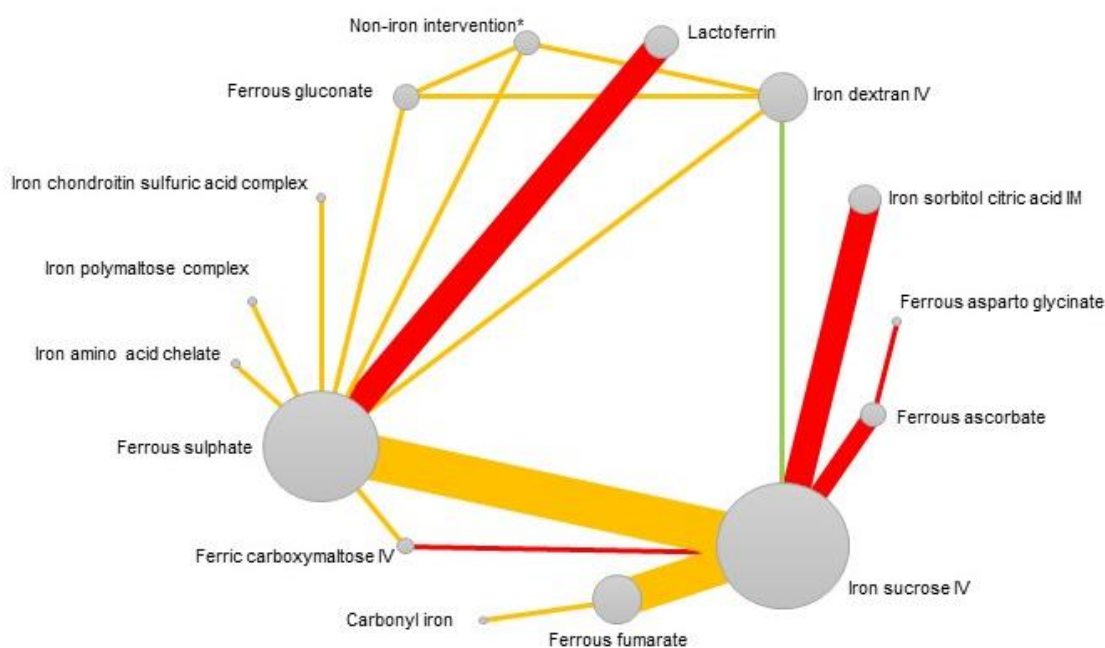 Non-iron intervention*
Lactoferrin
Ferrous gluconate
Iron dextran IV
Iron chondroitin sulfuric acid complex
Iron sorbitol citric acid IM
Iron polymaltose complex
Ferrous asparto glycinate
Iron amino acid chelate
Ferrous ascorbate
Ferrous sulphate
Ferric carboxymaltose IV
Iron sucrose IV
Carbonyl iron
Ferrous fumarate